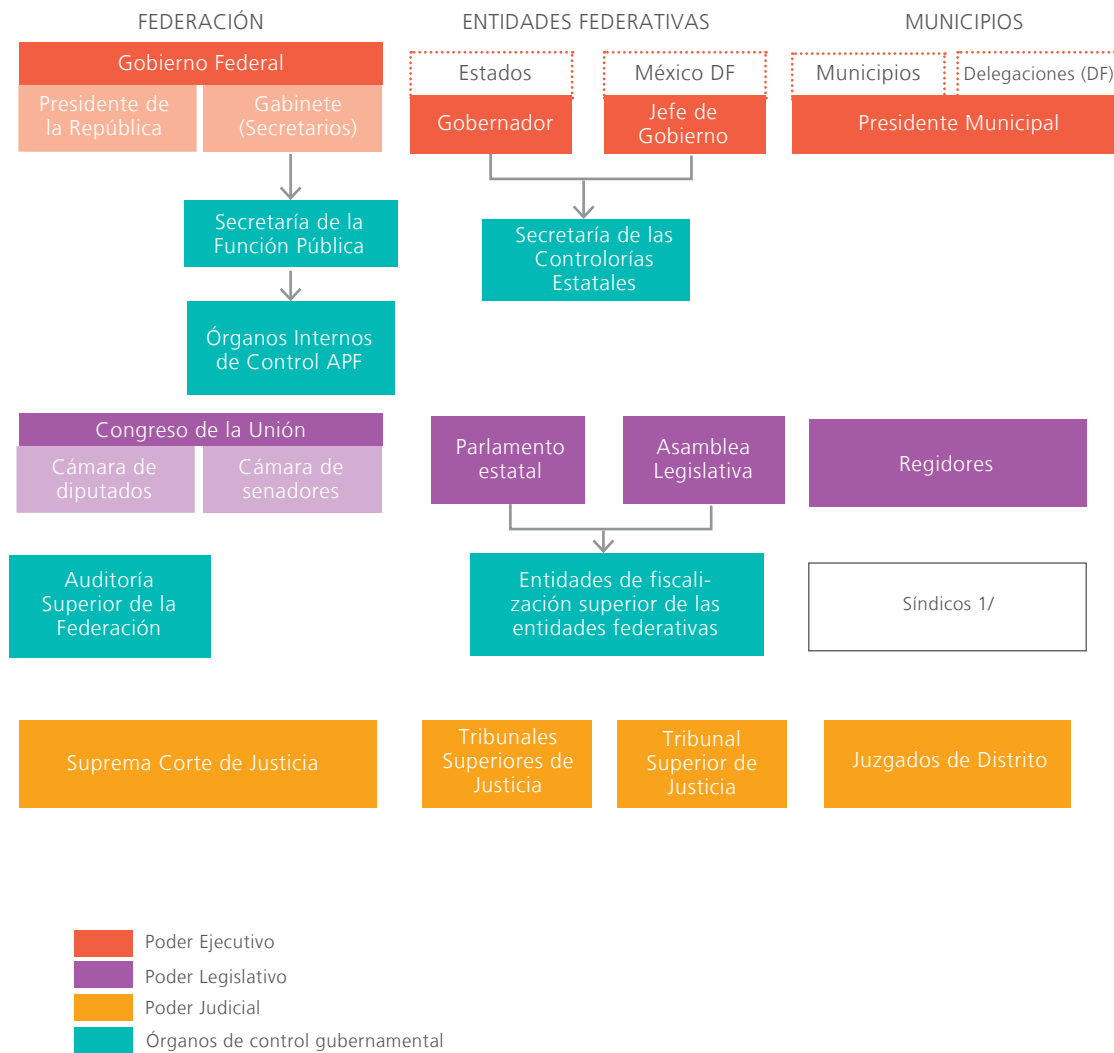 FEDERACIÓN
ENTIDADES FEDERATIVAS
MUNICIPIOS
Gobierno Federal
Presidente de
la República
Gabinete
(Secretarios)
Estados
México DF
Gobernador
Jefe de
Gobierno
Municipios
Delegaciones (DF)
Presidente Municipal
Secretaría de la
Función Pública
Secretaría de las
Controlorías
Estatales
Órganos Internos
de Control APF
Congreso de la Unión
Cámara de
diputados
Cámara de
senadores
Parlamento
estatal
Asamblea
Legislativa
Regidores
Auditoría
Superior de la
Federación
Entidades de fiscali-
zación superior de las
entidades federativas
Síndicos 1/
Suprema Corte de Justicia
Tribunales
Superiores de
Justicia
Tribunal
Superior de
Justicia
Juzgados de Distrito
Poder Ejecutivo
Poder Legislativo
Poder Judicial
Órganos de control gubernamental